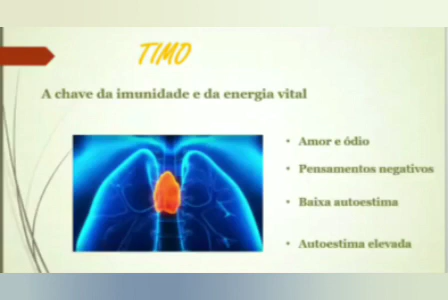 TIMO
A chave da imunidade e da energia vital
• Amor e ódio
• Pensamentos negativos
• Baixa autoestima
• Autoestima elevada